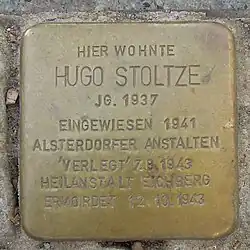 HIER WOHNTE
HUGO STOLTZE
JG. 1937
EINGEWIESEN 1941
ALSTERDORFER ANSTALTEN
'VERLEGT' 7.8.1943
HEILANSTALT EICHBERG
ERMORDET 12.10.1943